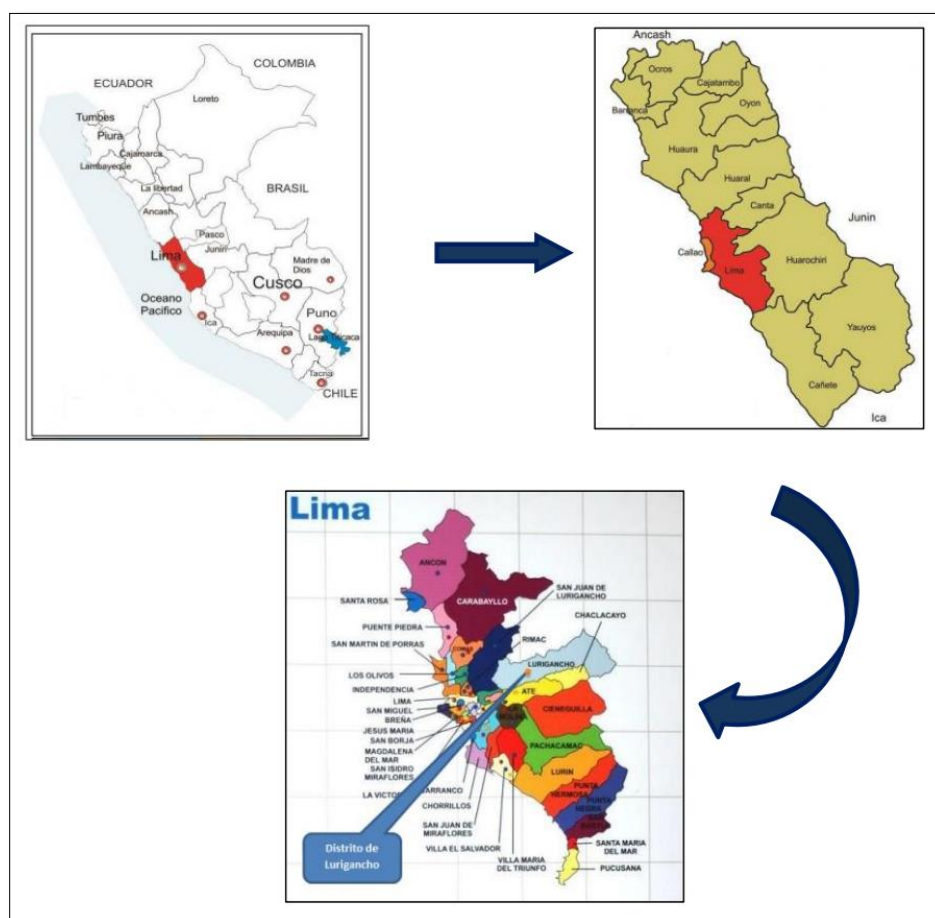 COLOMBIA
ECUADOR
Loreto
Tumbes
Piura
Cajamarca
Lambayeque
La libertad
BRASIL
Ancash
Pasco
Junin
Lima
Madre de
Dios
Cusco
Oceano
Pacifico
Ica
Puno
Lago Titicaca
Arequipa
Tacna
CHILE
Ancash
Ocros
Cajatambo
Barranca
Oyon
Huaura
Huaral
Canta
Junin
Callao
Lima
Huarochiri
Yauyos
Cañete
Ica
Lima
ANCON
SANTA ROSA
CARABAYLLO
SAN JUAN DE
LURIGANCHO
CHACLACAYO
PUENTE PIEDRA
RIMAC
SAN MARTIN DE PORRAS
LURIGANCHO
LOS OLIVOS
INDEPENDENCIA
ATE
LIMA
CIENEGUILLA
SAN MIGUEL
BREÑA
JESUS MARIA
SAN BORJA
PACHACAMAC
MAGDALENA
DEL MAR
SAN ISIDRO
MIRAFLORES
LURIN
PUNTA
HERMOSA
PUNTA
NEGRA
LA VICTO
ARRANCO
CHORRILLOS
SAN JUAN DE
MIRAFLORES
SANTA MARIA
DEL MAR
VILLA EL SALVADOR
VILLA MARIA
DEL TRIUNFO
PUCUSANA
Distrito de
Lurigancho